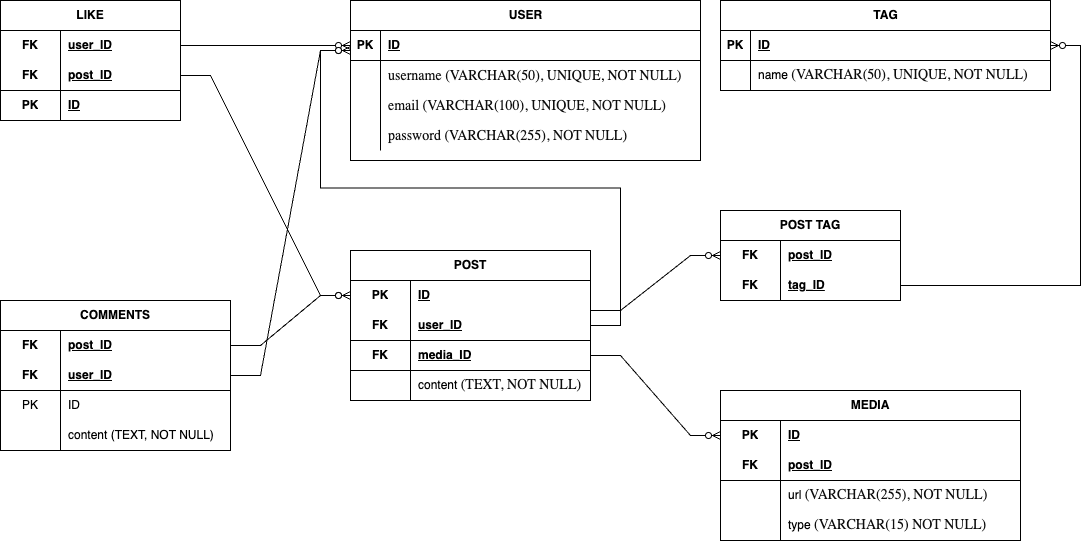 LIKE
FK user_ID
FK post_ID
PK ID
USER
PK ID
username (VARCHAR(50), UNIQUE, NOT NULL)
email (VARCHAR(100), UNIQUE, NOT NULL)
password (VARCHAR(255), NOT NULL)
TAG
PK ID
name (VARCHAR(50), UNIQUE, NOT NULL)
COMMENTS
FK post_ID
FK user_ID
PK ID
content (TEXT, NOT NULL)
POST
PK ID
FK user_ID
FK media_ID
content (TEXT, NOT NULL)
POST TAG
FK post_ID
FK tag_ID
MEDIA
PK ID
FK post_ID
url (VARCHAR(255), NOT NULL)
type (VARCHAR(15) NOT NULL)